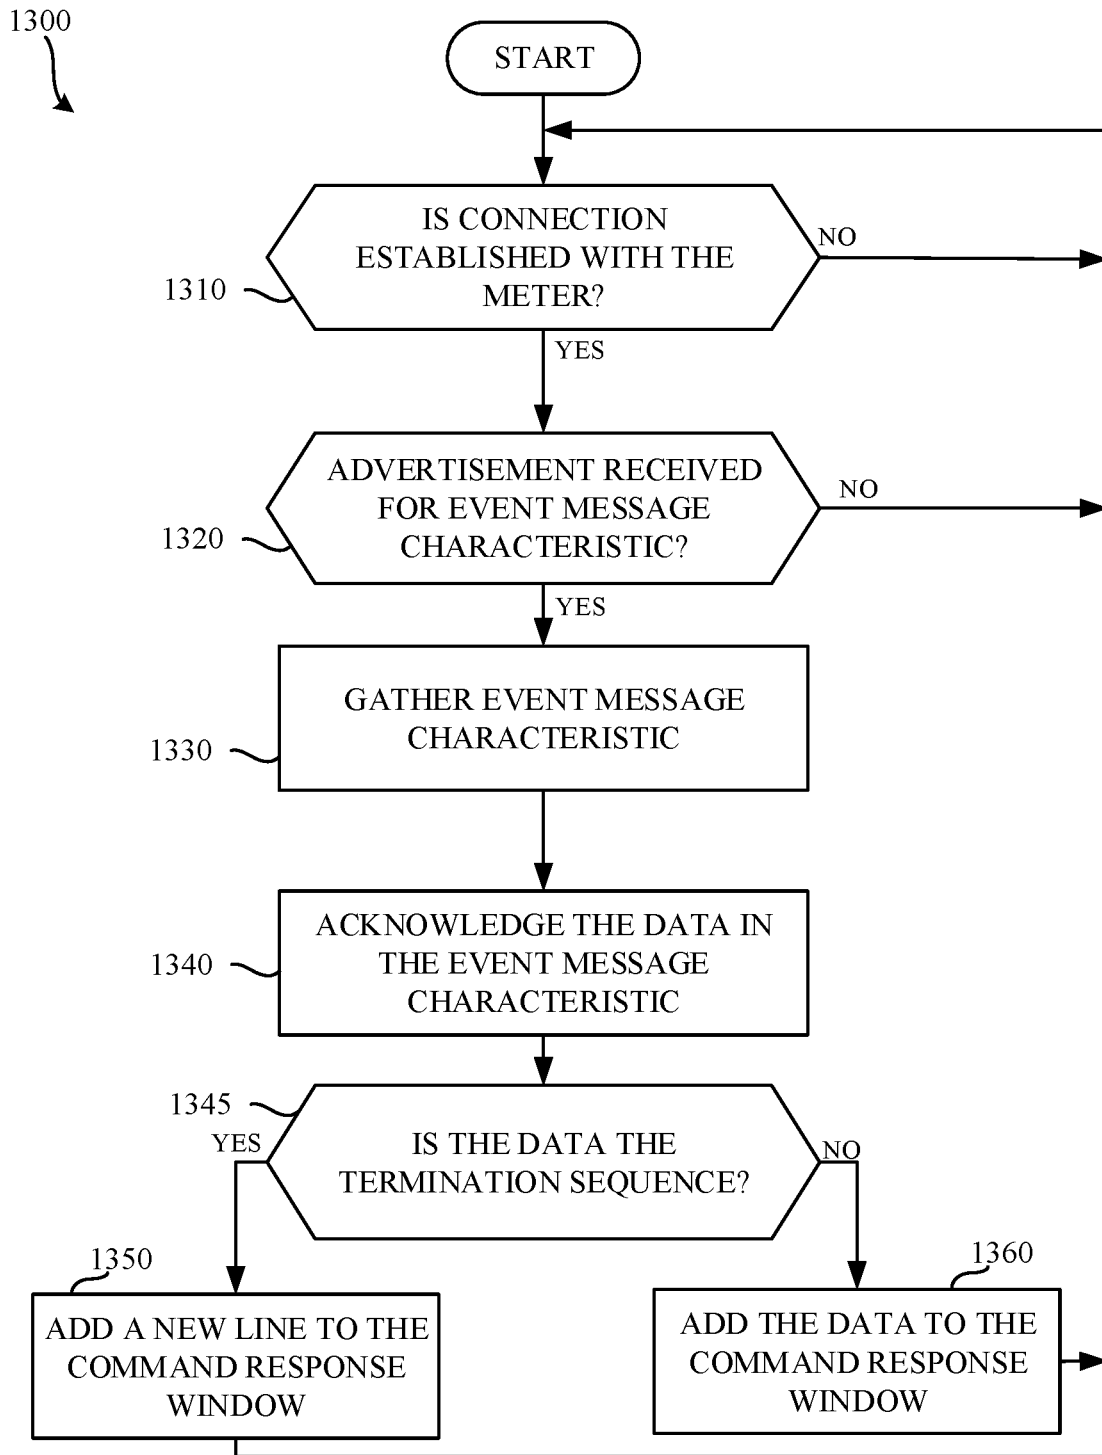 1300
START
IS CONNECTION
ESTABLISHED WITH THE
METER?
NO
1310
YES
ADVERTISEMENT RECEIVED
FOR EVENT MESSAGE
CHARACTERISTIC?
NO
1320
YES
GATHER EVENT MESSAGE
CHARACTERISTIC
1330
ACKNOWLEDGE THE DATA IN
THE EVENT MESSAGE
CHARACTERISTIC
1340
1345
YES
IS THE DATA THE
TERMINATION SEQUENCE?
NO
1350
ADD A NEW LINE TO THE
COMMAND RESPONSE
WINDOW
1360
ADD THE DATA TO THE
COMMAND RESPONSE
WINDOW